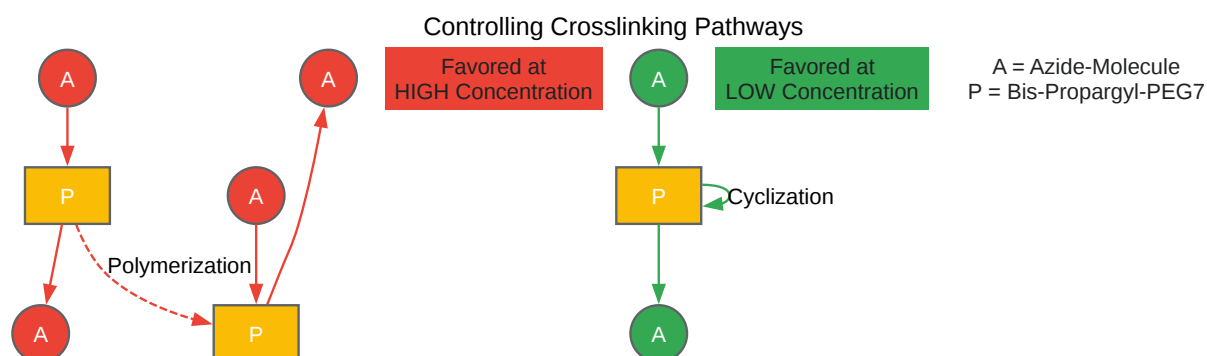 Controlling Crosslinking Pathways
A
A
Favored at
HIGH Concentration
A
Favored at
LOW Concentration
A = Azide-Molecule
P = Bis-Propargyl-PEG7
P
A
P
Cyclization
Polymerization
A
P
A